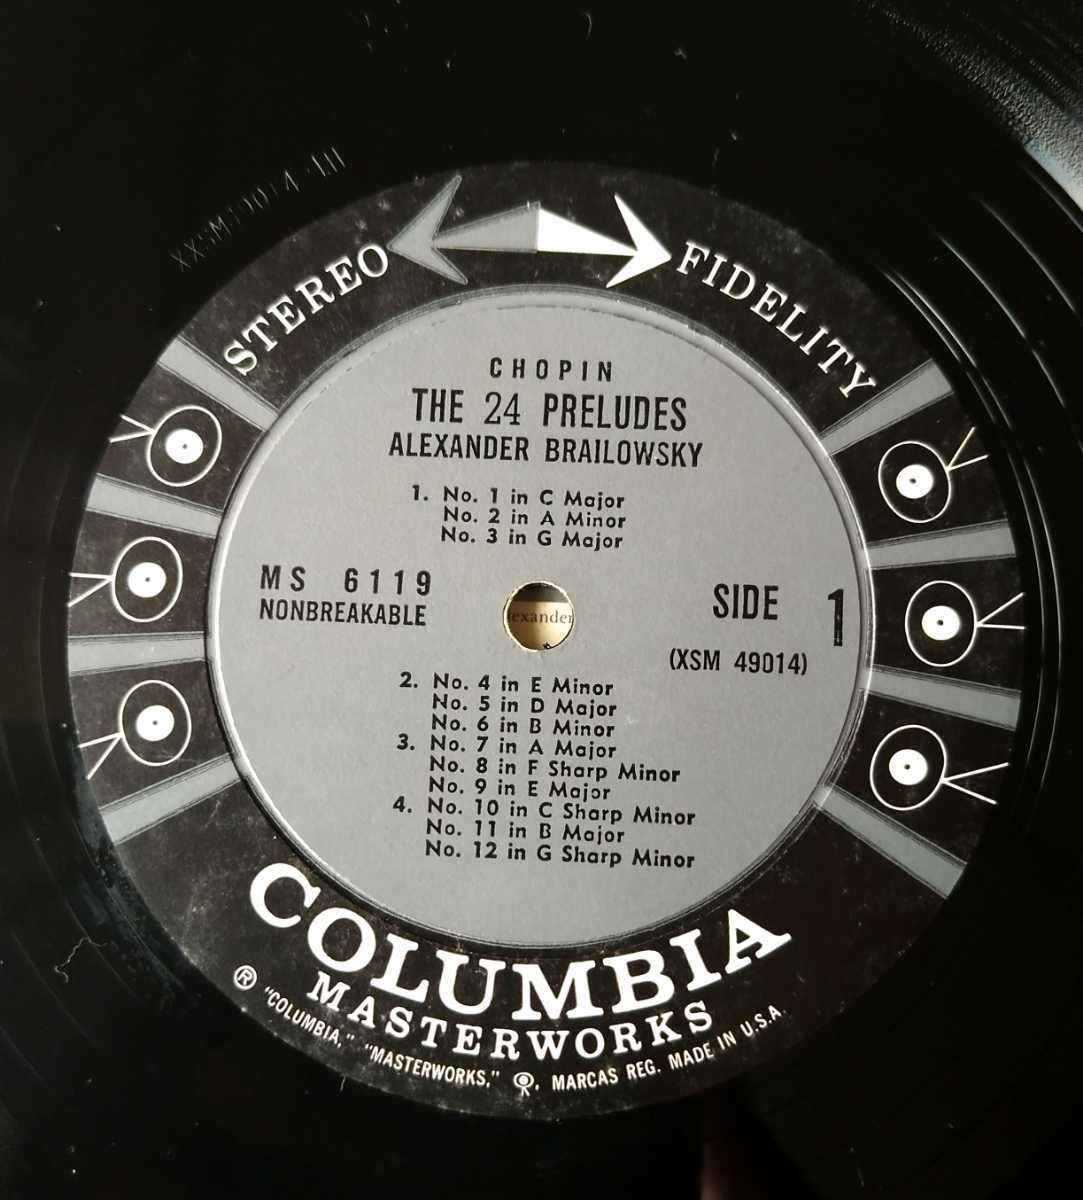 STEREO FIDELITY
CHOPIN
THE 24 PRELUDES
ALEXANDER BRAILOWSKY
1. No. 1 in C Major
No. 2 in A Minor
No. 3 in G Major
MS 6119
NONBREAKABLE
SIDE 1
(XSM 49014)
lexander
2. No. 4 in E Minor
No. 5 in D Major
No. 6 in B Minor
3. No. 7 in A Major
No. 8 in F Sharp Minor
No. 9 in E Major
4. No. 10 in C Sharp Minor
No. 11 in B Major
No. 12 in G Sharp Minor
COLUMBIA
MASTERWORKS
® "COLUMBIA," "MASTERWORKS," , MARCAS REG. MADE IN U.S.A.